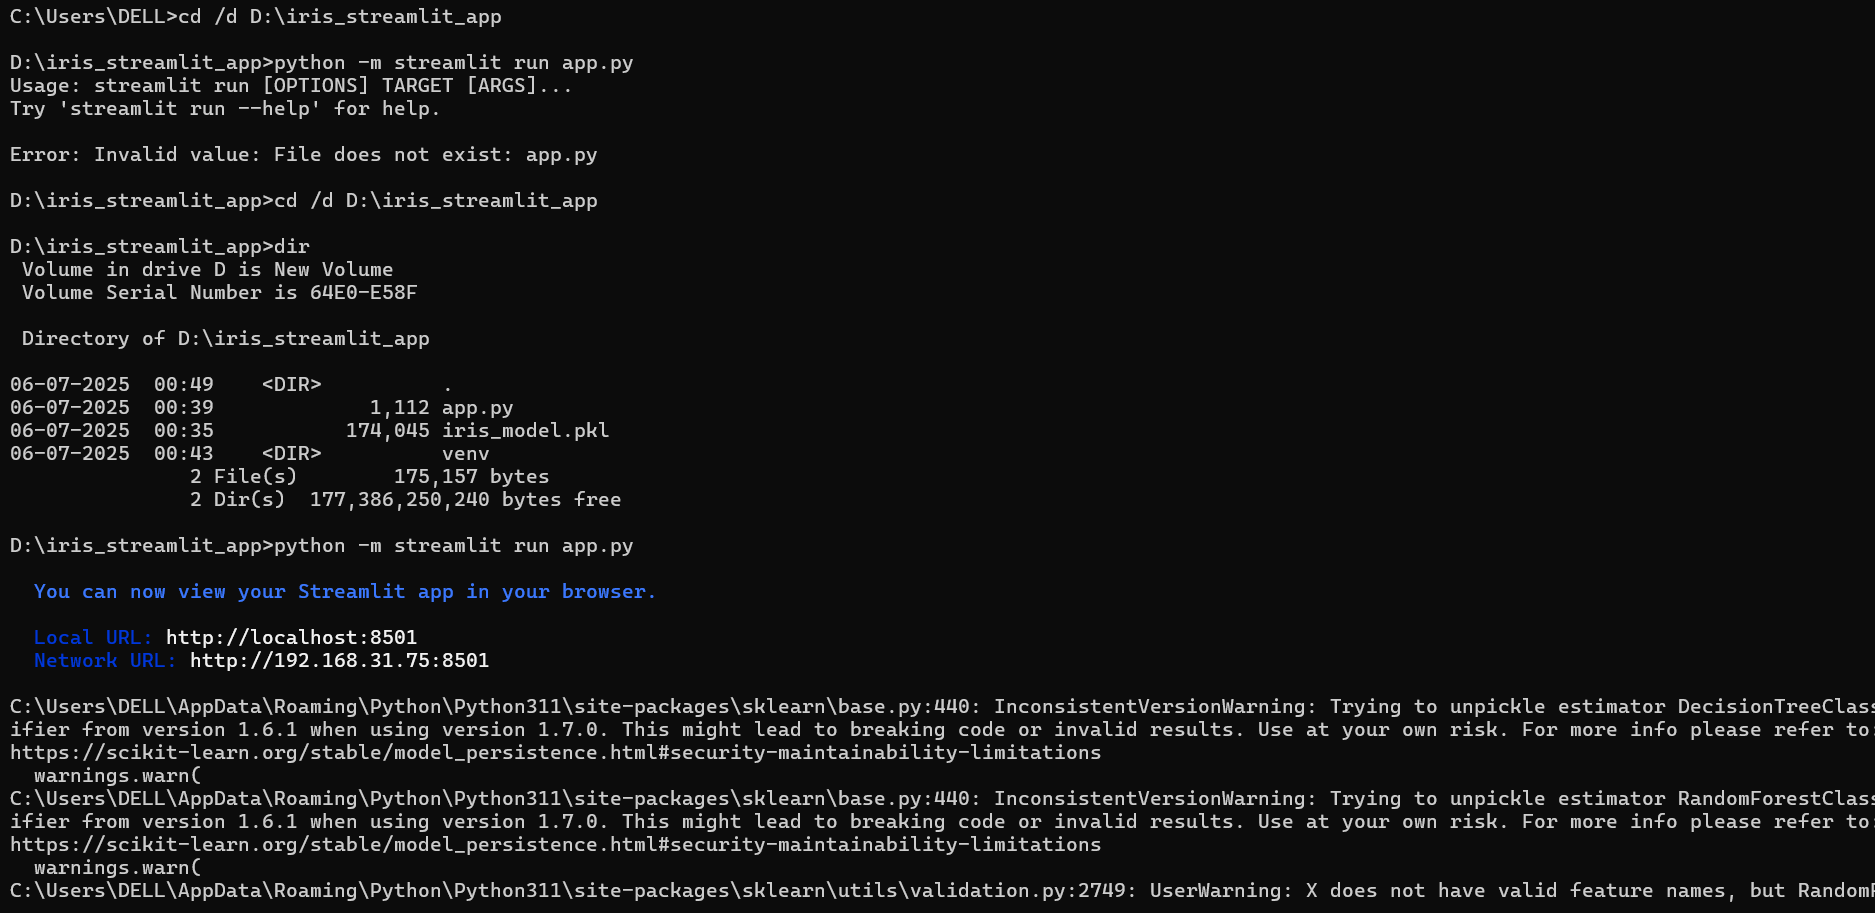 C:\Users\DELL>cd /d D:\iris_streamlit_app
D:\iris_streamlit_app>python -m streamlit run app.py
Usage: streamlit run [OPTIONS] TARGET [ARGS]...
Try 'streamlit run --help' for help.
Error: Invalid value: File does not exist: app.py
D:\iris_streamlit_app>cd /d D:\iris_streamlit_app
D:\iris_streamlit_app>dir
 Volume in drive D is New Volume
 Volume Serial Number is 64E0-E58F
 Directory of D:\iris_streamlit_app
06-07-2025  00:49    <DIR>          .
06-07-2025  00:39             1,112 app.py
06-07-2025  00:35           174,045 iris_model.pkl
06-07-2025  00:43    <DIR>          venv
               2 File(s)        175,157 bytes
               2 Dir(s)  177,386,250,240 bytes free
D:\iris_streamlit_app>python -m streamlit run app.py
  You can now view your Streamlit app in your browser.
  Local URL: http://localhost:8501
  Network URL: http://192.168.31.75:8501
C:\Users\DELL\AppData\Roaming\Python\Python311\site-packages\sklearn\base.py:440: InconsistentVersionWarning: Trying to unpickle estimator DecisionTreeClass
ifier from version 1.6.1 when using version 1.7.0. This might lead to breaking code or invalid results. Use at your own risk. For more info please refer to:
https://scikit-learn.org/stable/model_persistence.html#security-maintainability-limitations
  warnings.warn(
C:\Users\DELL\AppData\Roaming\Python\Python311\site-packages\sklearn\base.py:440: InconsistentVersionWarning: Trying to unpickle estimator RandomForestClass
ifier from version 1.6.1 when using version 1.7.0. This might lead to breaking code or invalid results. Use at your own risk. For more info please refer to:
https://scikit-learn.org/stable/model_persistence.html#security-maintainability-limitations
  warnings.warn(
C:\Users\DELL\AppData\Roaming\Python\Python311\site-packages\sklearn\utils\validation.py:2749: UserWarning: X does not have valid feature names, but Random